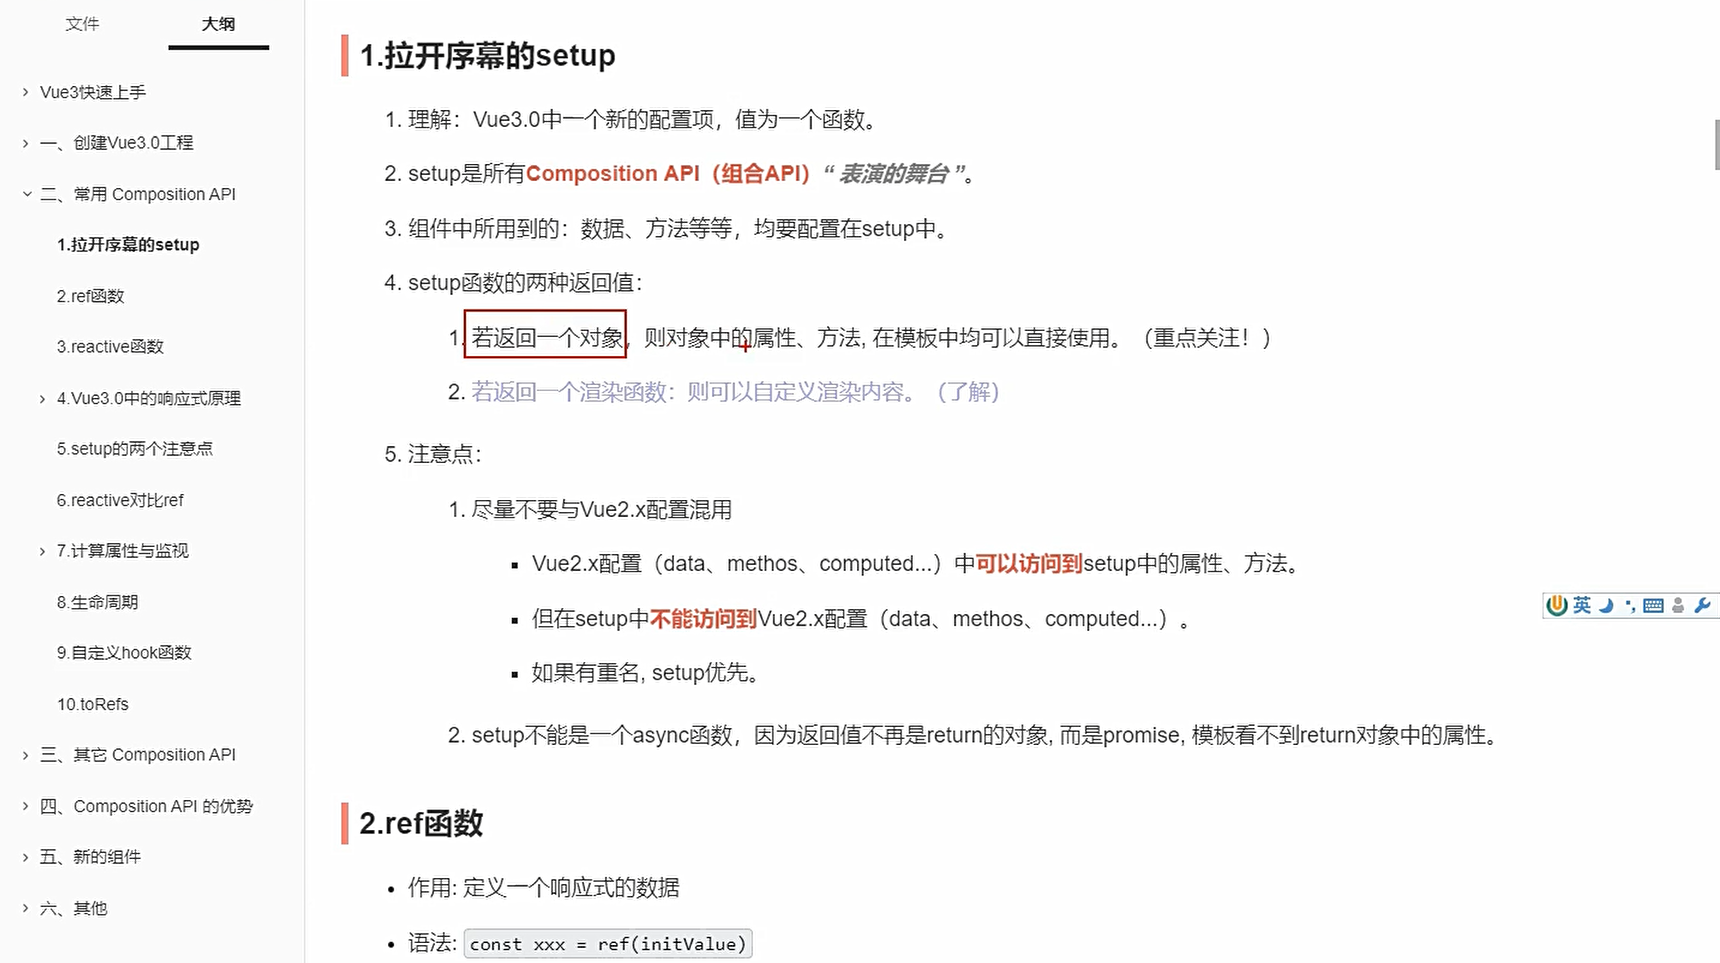 文件
大纲
Vue3快速上手
一、创建Vue3.0工程
二、常用 Composition API
1.拉开序幕的setup
2.ref函数
3.reactive函数
4.Vue3.0中的响应式原理
5.setup的两个注意点
6.reactive对比ref
7.计算属性与监视
8.生命周期
9.自定义hook函数
10.toRefs
三、其它 Composition API
四、Composition API 的优势
五、新的组件
六、其他
1.拉开序幕的setup
1. 理解：Vue3.0中一个新的配置项，值为一个函数。
2. setup是所有Composition API（组合API）“ 表演的舞台 ”。
3. 组件中所用到的：数据、方法等等，均要配置在setup中。
4. setup函数的两种返回值：
1. 若返回一个对象，则对象中的属性、方法, 在模板中均可以直接使用。（重点关注！）
2. 若返回一个渲染函数：则可以自定义渲染内容。（了解）
5. 注意点：
1. 尽量不要与Vue2.x配置混用
Vue2.x配置（data、methos、computed...）中可以访问到setup中的属性、方法。
但在setup中不能访问到Vue2.x配置（data、methos、computed...）。
如果有重名, setup优先。
2. setup不能是一个async函数，因为返回值不再是return的对象, 而是promise, 模板看不到return对象中的属性。
2.ref函数
作用: 定义一个响应式的数据
语法: const xxx = ref(initValue)
英